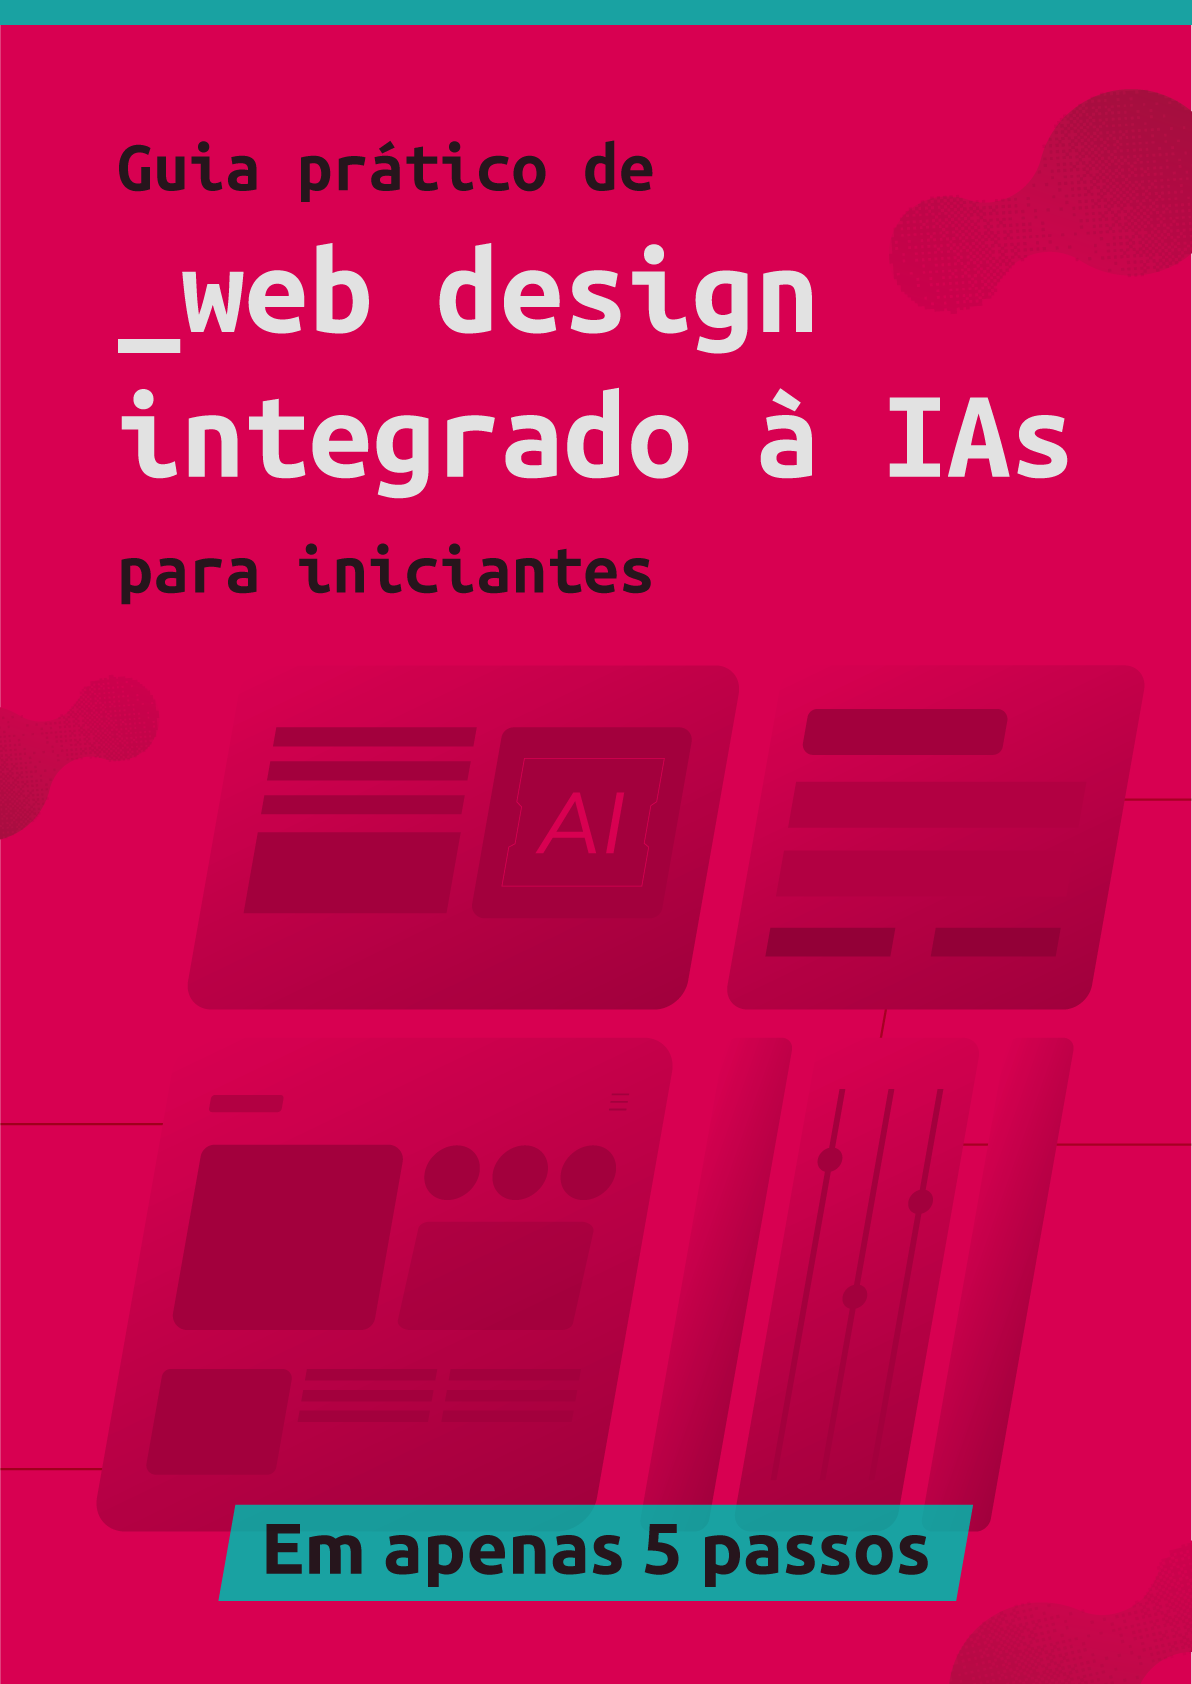 Guia prático de
_web design
integrado à IAs
para iniciantes
AI
Em apenas 5 passos